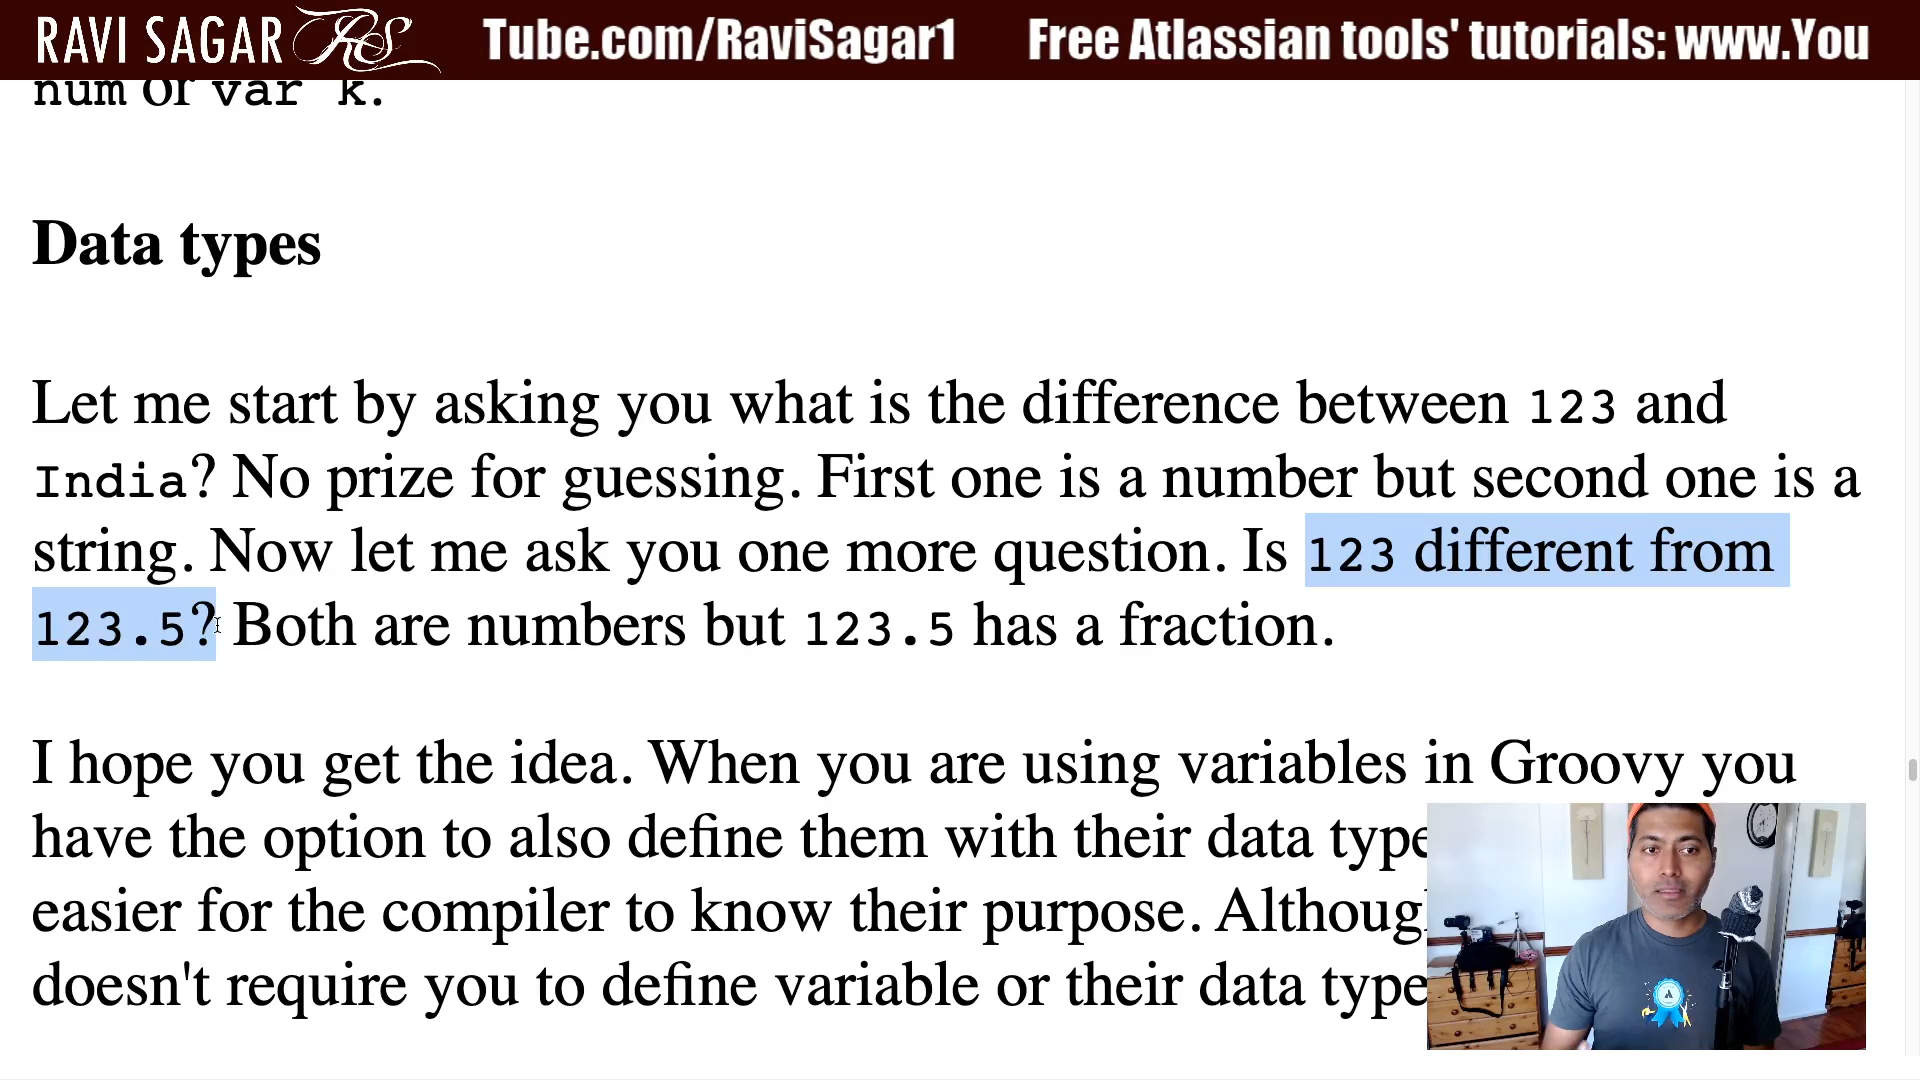 RAVI SAGAR RS Tube.com/RaviSagar1 Free Atlassian tools' tutorials: www.You
num or var k.
Data types
Let me start by asking you what is the difference between 123 and
India? No prize for guessing. First one is a number but second one is a
string. Now let me ask you one more question. Is 123 different from
123.5? Both are numbers but 123.5 has a fraction.
I hope you get the idea. When you are using variables in Groovy you
have the option to also define them with their data type
easier for the compiler to know their purpose. Althoug
doesn't require you to define variable or their data type